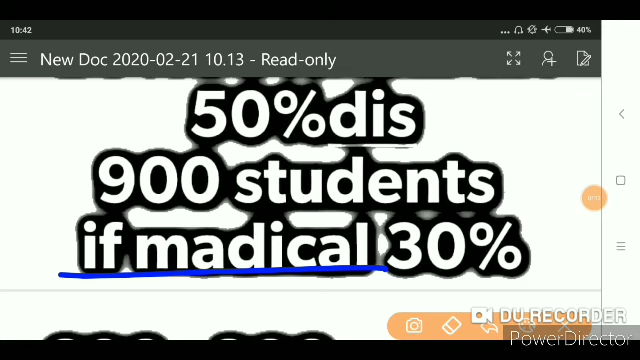 10:42
40%
New Doc 2020-02-21 10.13 - Read-only
50%dis
900 students
if madical 30%
DU RECORDER
PowerDirector